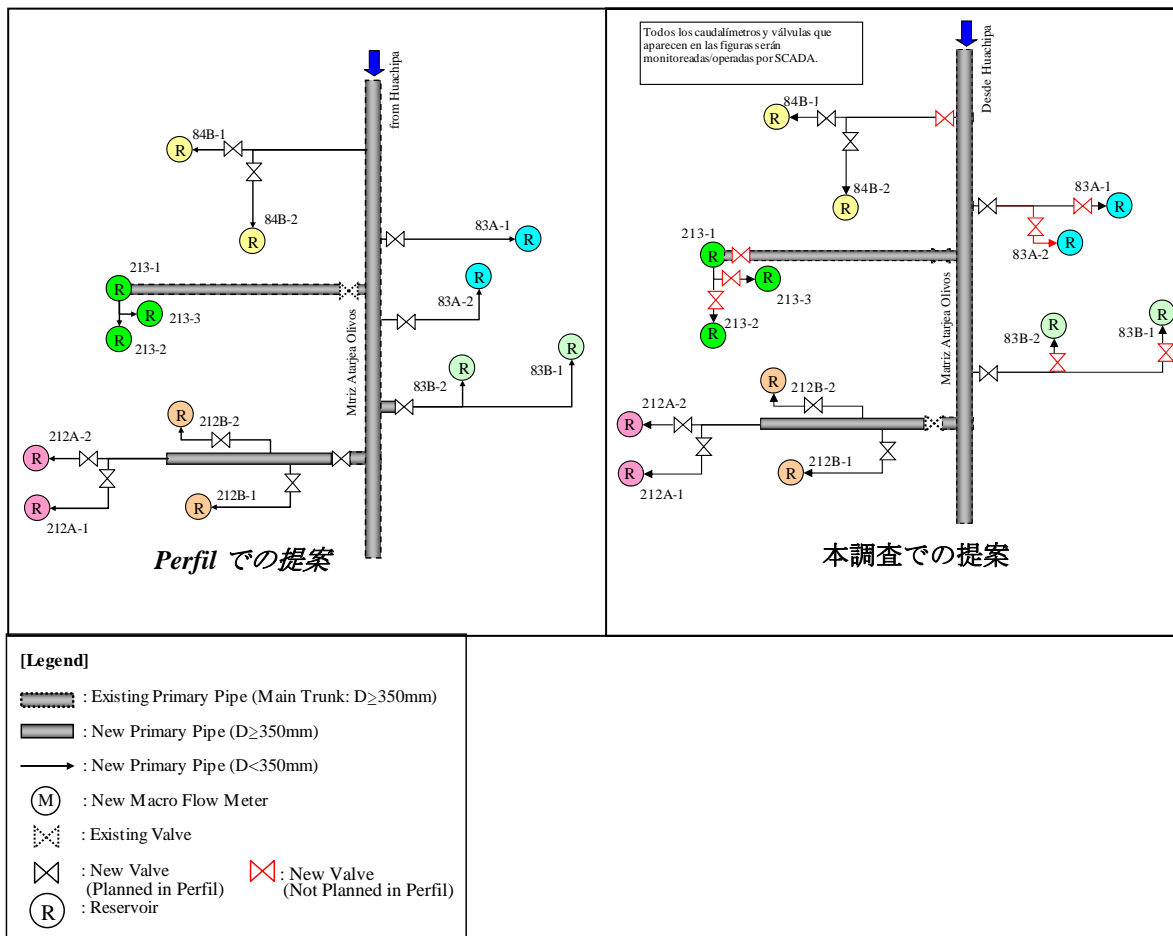 from Huachipa
84B-1
R
84B-2
R
83A-1
R
213-1
R
83A-2
R
R
213-3
R
213-2
Mtriz Atarjea Olivos
83B-1
R
83B-2
R
R
212B-2
212A-2
R
212B-1
R
R
212A-1
Perfil での提案
Todos los caudalímetros y válvulas que
aparecen en las figuras serán
monitoreadas/operadas por SCADA.
Desde Huachipa
84B-1
R
84B-2
R
83A-1
R
R
83A-2
213-1
R
R
213-3
213-2
R
Matriz Atarjea Olivos
R
83B-2
R
83B-1
R
212B-2
212A-2
R
R
212B-1
R
212A-1
本調査での提案
[Legend]
: Existing Primary Pipe (Main Trunk: D≥350mm)
: New Primary Pipe (D≥350mm)
: New Primary Pipe (D<350mm)
M : New Macro Flow Meter
: Existing Valve
: New Valve
(Planned in Perfil)
: New Valve
(Not Planned in Perfil)
R : Reservoir